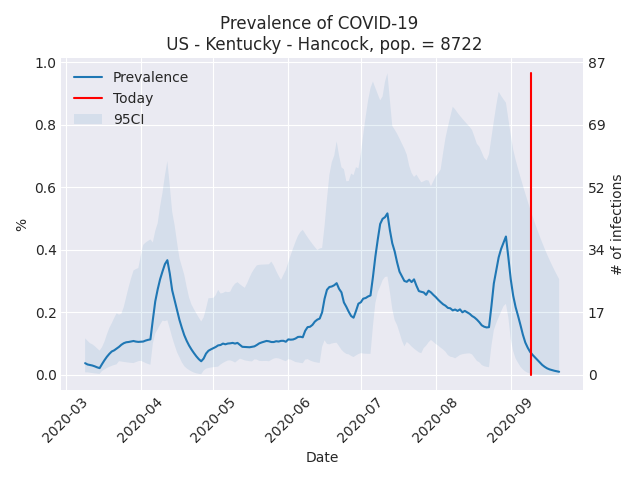 Prevalence of COVID-19
US - Kentucky - Hancock, pop. = 8722
Prevalence
Today
95CI
%
1.0
0.8
0.6
0.4
0.2
0.0
87
69
52
34
17
0
# of infections
2020-03
2020-04
2020-05
2020-06
2020-07
2020-08
2020-09
Date